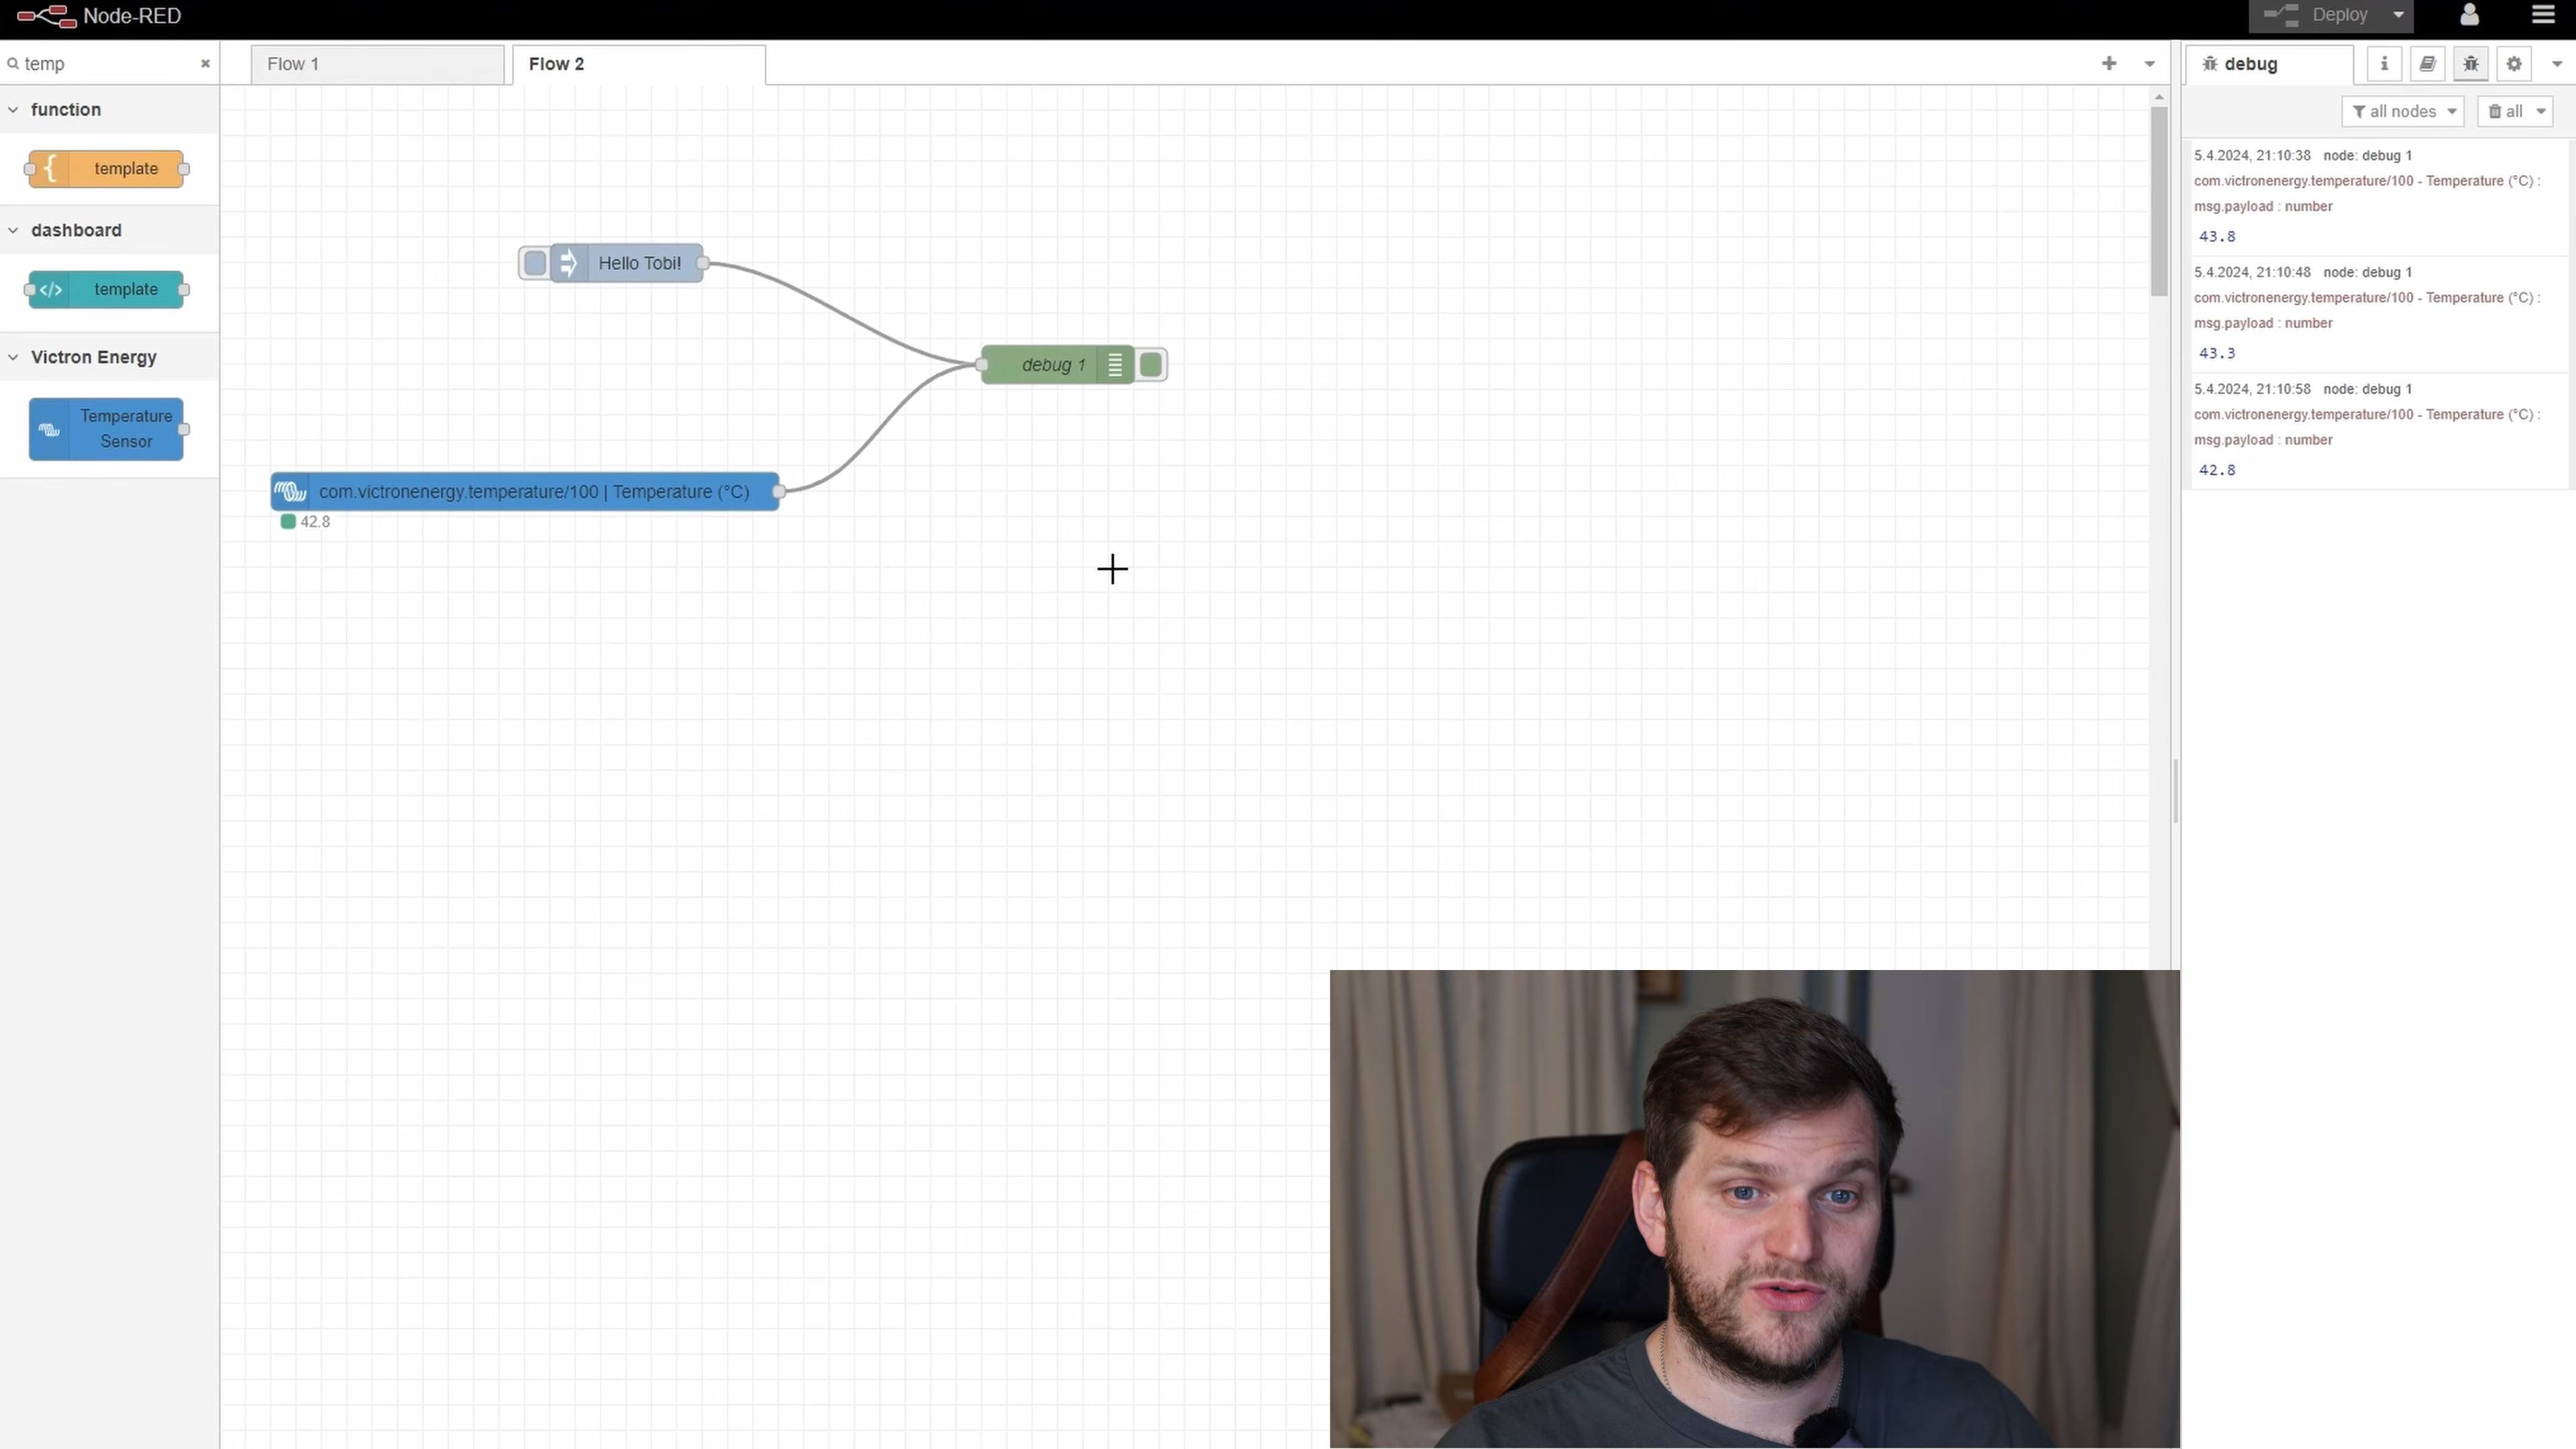 Node-RED
Deploy
temp
Flow 1
Flow 2
debug
all nodes
all
function
template
dashboard
template
Victron Energy
Temperature
Sensor
Hello Tobi!
debug 1
com.victronenergy.temperature/100 | Temperature (°C)
42.8
5.4.2024, 21:10:38 node: debug 1
com.victronenergy.temperature/100 - Temperature (°C) :
msg.payload : number
43.8
5.4.2024, 21:10:48 node: debug 1
com.victronenergy.temperature/100 - Temperature (°C) :
msg.payload : number
43.3
5.4.2024, 21:10:58 node: debug 1
com.victronenergy.temperature/100 - Temperature (°C) :
msg.payload : number
42.8